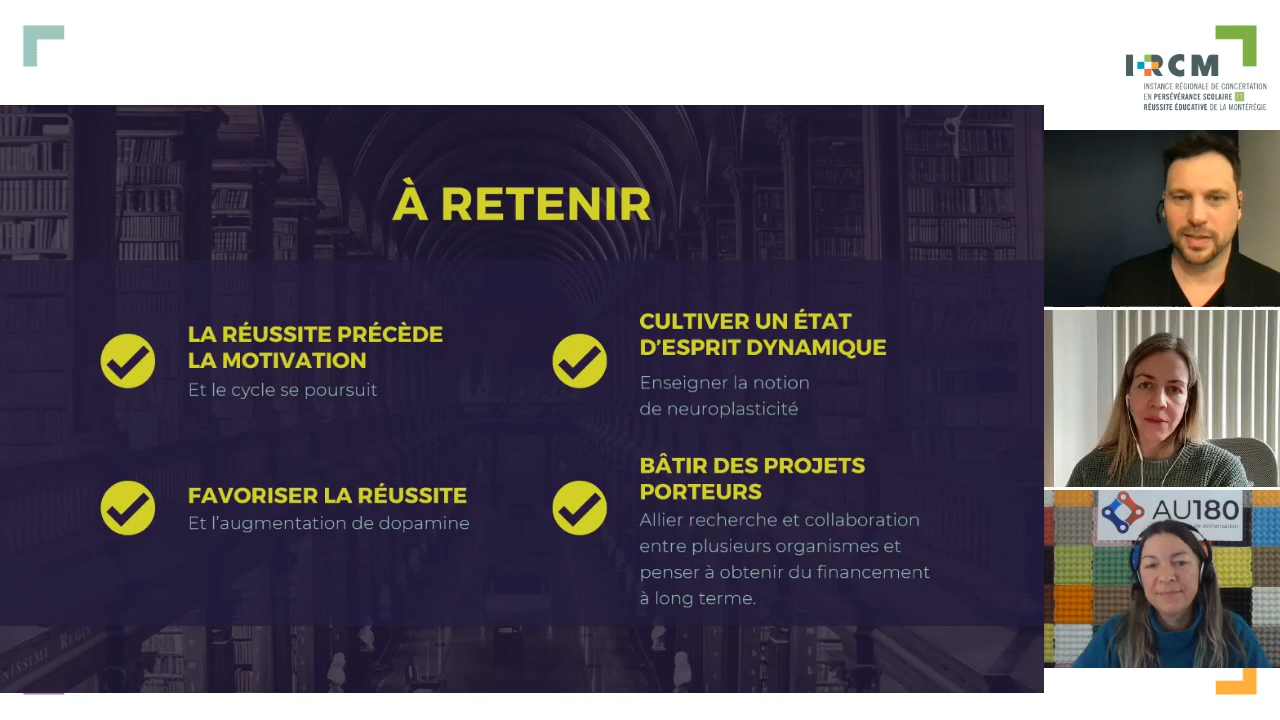 IRCM
INSTANCE RÉGIONALE DE CONCERTATION
EN PERSÉVÉRANCE SCOLAIRE ET
RÉUSSITE ÉDUCATIVE DE LA MONTÉRÉGIE
À RETENIR
LA RÉUSSITE PRÉCÈDE
LA MOTIVATION
Et le cycle se poursuit
CULTIVER UN ÉTAT
D'ESPRIT DYNAMIQUE
Enseigner la notion
de neuroplasticité
FAVORISER LA RÉUSSITE
Et l'augmentation de dopamine
BÂTIR DES PROJETS
PORTEURS
Allier recherche et collaboration
entre plusieurs organismes et
penser à obtenir du financement
à long terme.
AU180
de scolarisation
REGIS